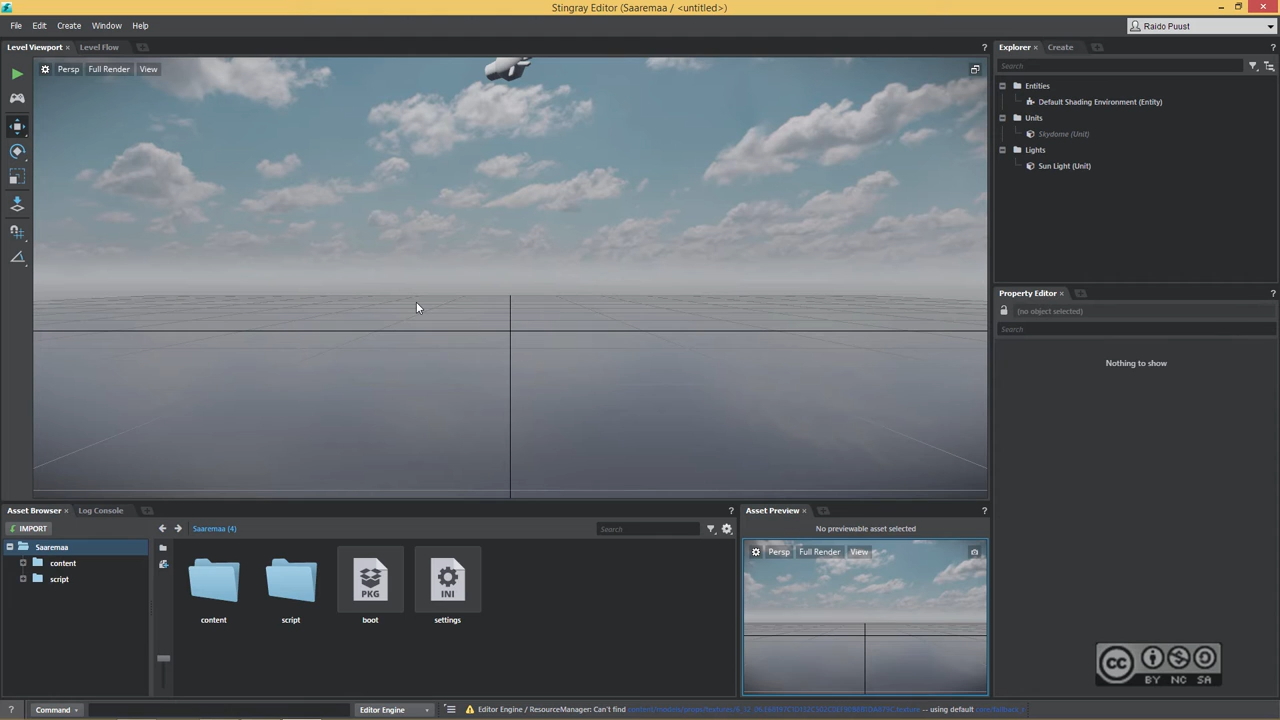 Stingray Editor (Saaremaa / <untitled>)
File Edit Create Window Help
Raido Puust
Level Viewport Level Flow ?
Explorer Create ?
Persp Full Render View
Search
Entities
Default Shading Environment (Entity)
Units
Skydome (Unit)
Lights
Sun Light (Unit)
Property Editor ?
(no object selected)
Search
Nothing to show
Asset Browser Log Console ?
IMPORT Saaremaa (4) Search
Saaremaa
content
script
PKG
INI
content script boot settings
Asset Preview ?
No previewable asset selected
Persp Full Render View
CC BY NC SA
? Command Editor Engine Editor Engine / ResourceManager: Can't find -- using default